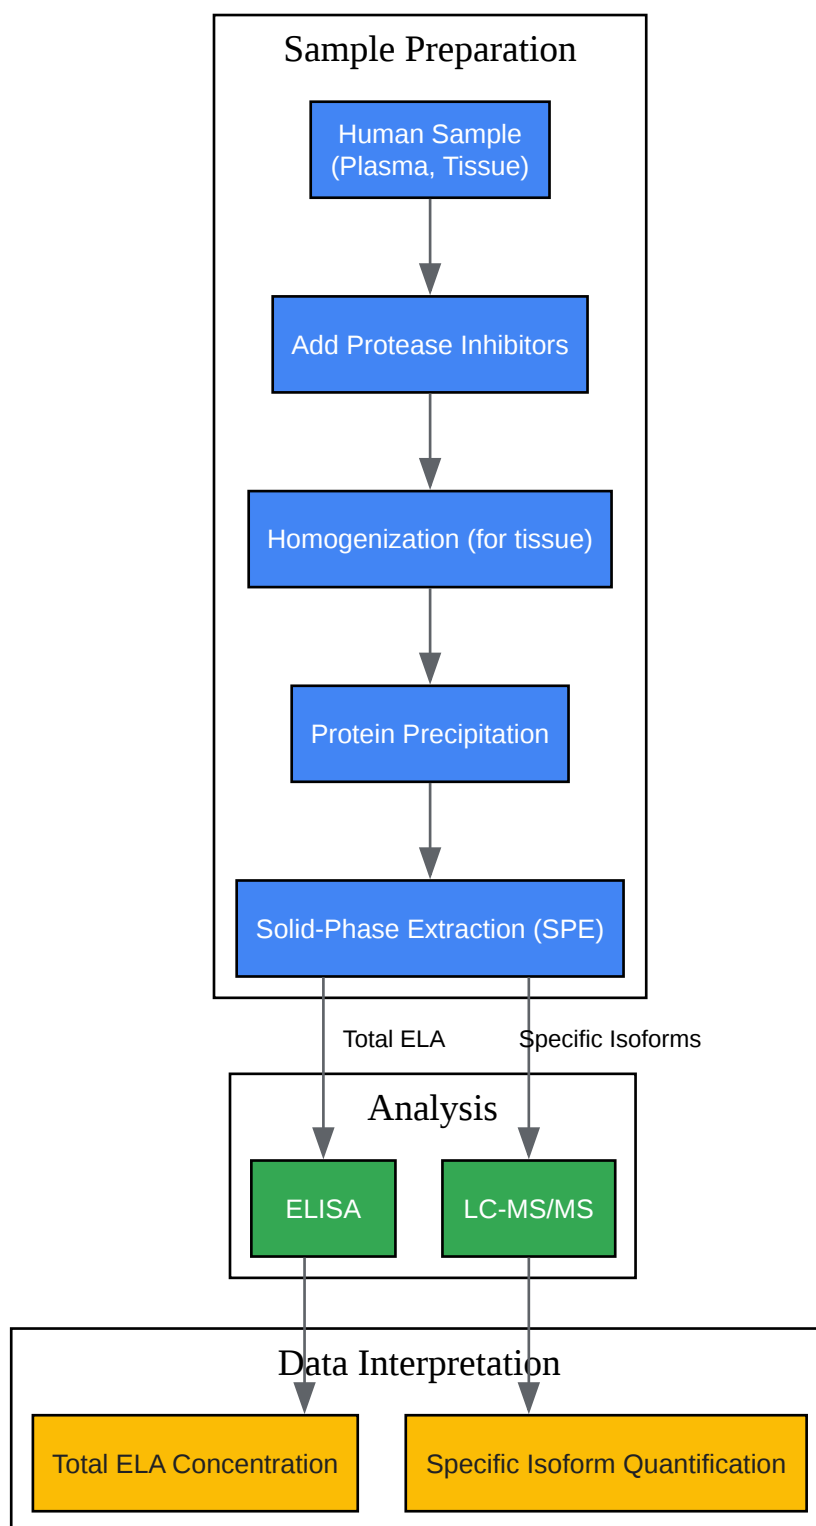 Sample Preparation
Human Sample
(Plasma, Tissue)
Add Protease Inhibitors
Homogenization (for tissue)
Protein Precipitation
Solid-Phase Extraction (SPE)
Total ELA
Specific Isoforms
Analysis
ELISA
LC-MS/MS
Data Interpretation
Total ELA Concentration
Specific Isoform Quantification